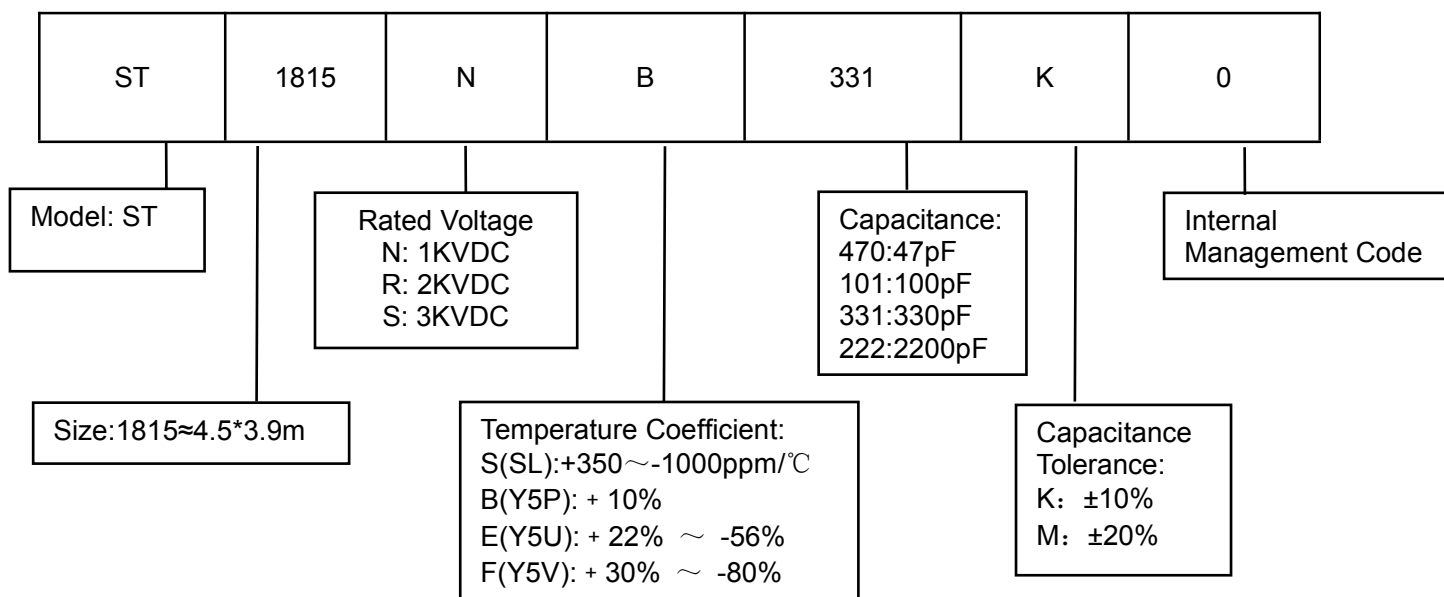 ST 1815 N B 331 K 0
Model: ST
Rated Voltage
N: 1KVDC
R: 2KVDC
S: 3KVDC
Capacitance:
470:47pF
101:100pF
331:330pF
222:2200pF
Internal
Management Code
Size:1815≈4.5*3.9m
Temperature Coefficient:
S(SL):+350～-1000ppm/℃
B(Y5P): + 10%
E(Y5U): + 22% ～ -56%
F(Y5V): + 30% ～ -80%
Capacitance
Tolerance:
K：±10%
M：±20%